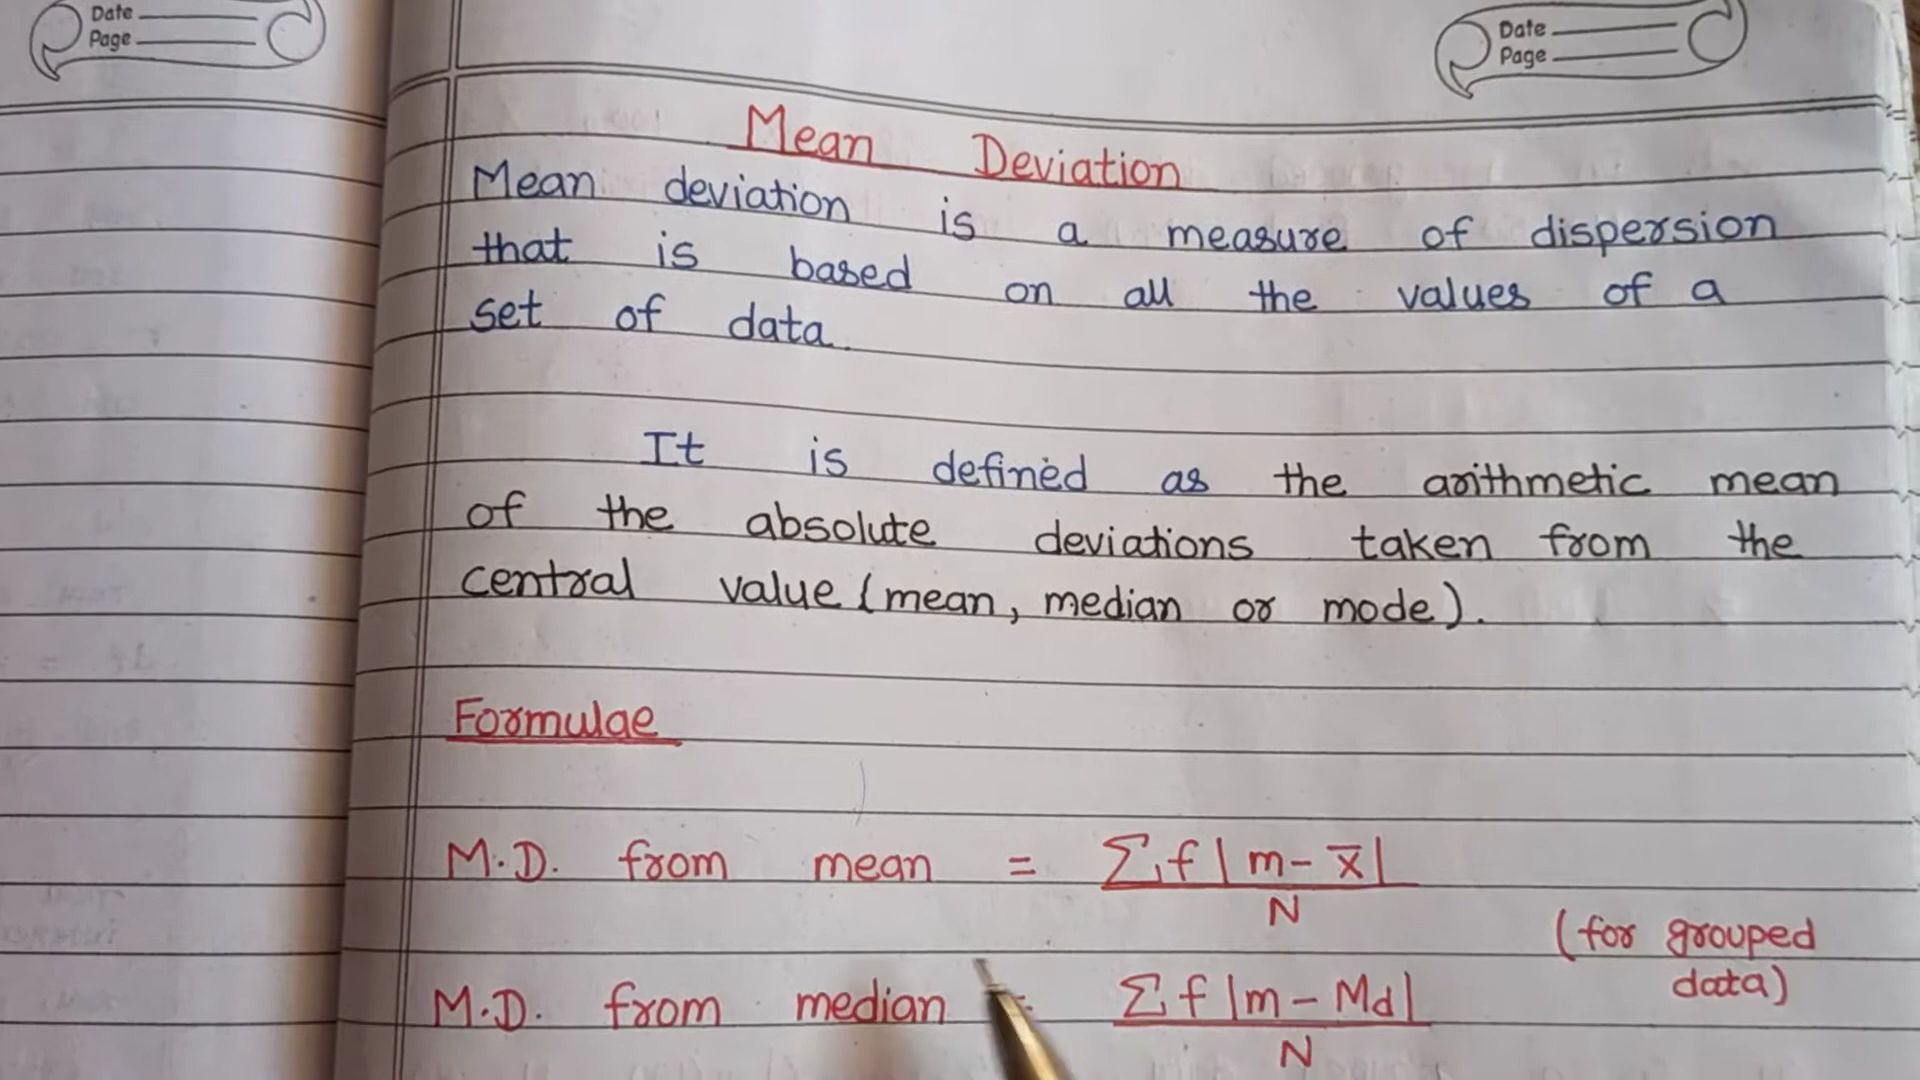 Date
Page
Date
Page
Mean Deviation
Mean deviation is a measure of dispersion
that is based on all the values of a
set of data.
It is defined as the arithmetic mean
of the absolute deviations taken from the
central value (mean, median or mode).
Formulae
M.D. from mean = ∑f|m-x̅|
N
(for grouped
data)
M.D. from median = ∑f|m-Md|
N